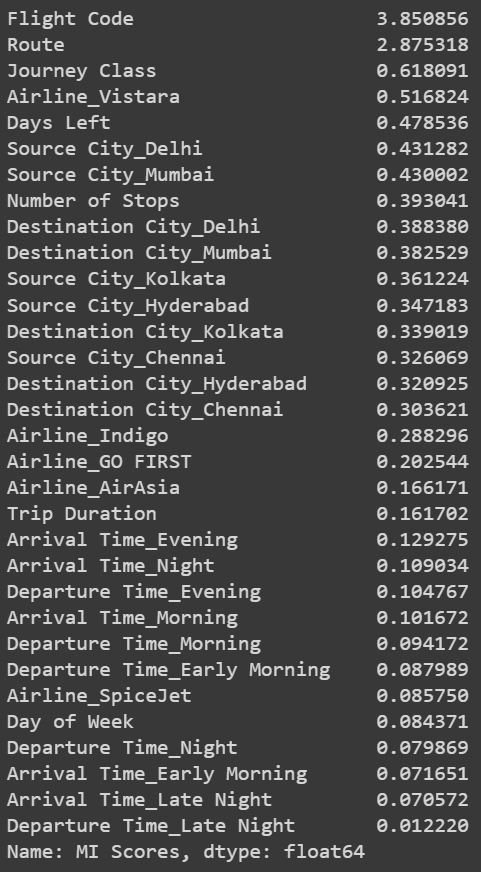 Flight Code 3.850856
Route 2.875318
Journey Class 0.618091
Airline_Vistara 0.516824
Days Left 0.478536
Source City_Delhi 0.431282
Source City_Mumbai 0.430002
Number of Stops 0.393041
Destination City_Delhi 0.388380
Destination City_Mumbai 0.382529
Source City_Kolkata 0.361224
Source City_Hyderabad 0.347183
Destination City_Kolkata 0.339019
Source City_Chennai 0.326069
Destination City_Hyderabad 0.320925
Destination City_Chennai 0.303621
Airline_Indigo 0.288296
Airline_GO FIRST 0.202544
Airline_AirAsia 0.166171
Trip Duration 0.161702
Arrival Time_Evening 0.129275
Arrival Time_Night 0.109034
Departure Time_Evening 0.104767
Arrival Time_Morning 0.101672
Departure Time_Morning 0.094172
Departure Time_Early Morning 0.087989
Airline_SpiceJet 0.085750
Day of Week 0.084371
Departure Time_Night 0.079869
Arrival Time_Early Morning 0.071651
Arrival Time_Late Night 0.070572
Departure Time_Late Night 0.012220
Name: MI Scores, dtype: float64